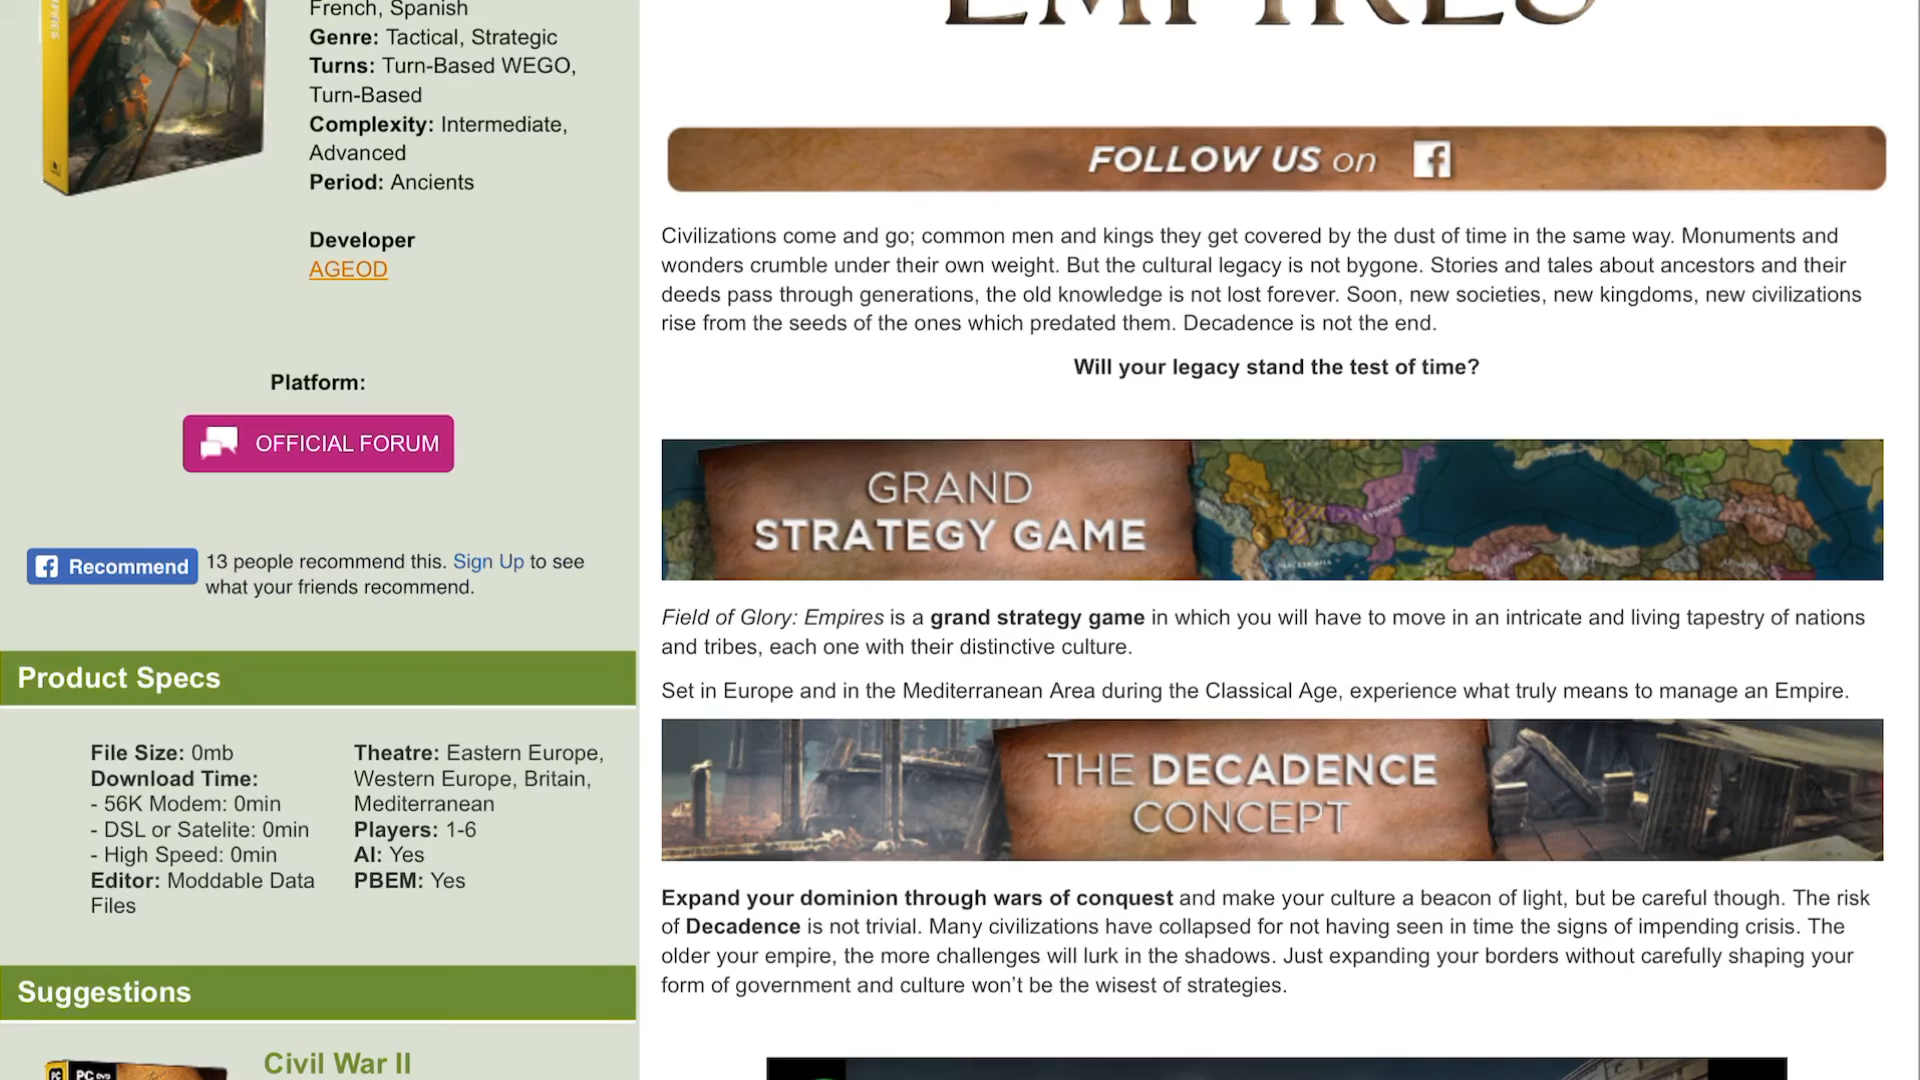 French, Spanish
Genre: Tactical, Strategic
Turns: Turn-Based WEGO,
Turn-Based
Complexity: Intermediate,
Advanced
Period: Ancients
Developer
AGEOD
Platform:
OFFICIAL FORUM
Recommend
13 people recommend this. Sign Up to see
what your friends recommend.
Product Specs
File Size: 0mb
Download Time:
- 56K Modem: 0min
- DSL or Satelite: 0min
- High Speed: 0min
Editor: Moddable Data
Files
Theatre: Eastern Europe,
Western Europe, Britain,
Mediterranean
Players: 1-6
AI: Yes
PBEM: Yes
Suggestions
PC DVD
Civil War II
EMPIRES
FOLLOW US on
Civilizations come and go; common men and kings they get covered by the dust of time in the same way. Monuments and
wonders crumble under their own weight. But the cultural legacy is not bygone. Stories and tales about ancestors and their
deeds pass through generations, the old knowledge is not lost forever. Soon, new societies, new kingdoms, new civilizations
rise from the seeds of the ones which predated them. Decadence is not the end.
Will your legacy stand the test of time?
GRAND
STRATEGY GAME
Field of Glory: Empires is a grand strategy game in which you will have to move in an intricate and living tapestry of nations
and tribes, each one with their distinctive culture.
Set in Europe and in the Mediterranean Area during the Classical Age, experience what truly means to manage an Empire.
THE DECADENCE
CONCEPT
Expand your dominion through wars of conquest and make your culture a beacon of light, but be careful though. The risk
of Decadence is not trivial. Many civilizations have collapsed for not having seen in time the signs of impending crisis. The
older your empire, the more challenges will lurk in the shadows. Just expanding your borders without carefully shaping your
form of government and culture won’t be the wisest of strategies.